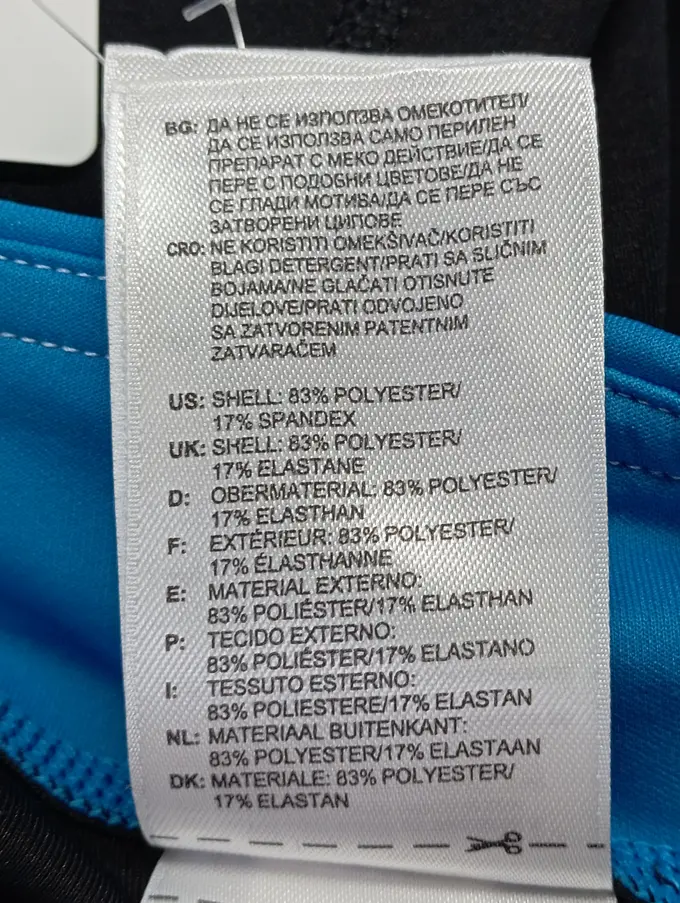 BG: ДА НЕ СЕ ИЗПОЛЗВА ОМЕКОТИТЕЛ/
ДА СЕ ИЗПОЛЗВА САМО ПЕРИЛЕН
ПРЕПАРАТ С МЕКО ДЕЙСТВИЕ/ДА СЕ
ПЕРЕ С ПОДОБНИ ЦВЕТОВЕ/ДА НЕ
СЕ ГЛАДИ МОТИВА/ДА СЕ ПЕРЕ СЪС
ЗАТВОРЕНИ ЦИПОВЕ
CRO: NE KORISTITI OMEKŠIVAČ/KORISTITI
BLAGI DETERGENT/PRATI SA SLIČNIM
BOJAMA/NE GLAČATI OTISNUTE
DIJELOVE/PRATI ODVOJENO
SA ZATVORENIM PATENTNIM
ZATVARAČEM
US: SHELL: 83% POLYESTER/
17% SPANDEX
UK: SHELL: 83% POLYESTER/
17% ELASTANE
D: OBERMATERIAL: 83% POLYESTER/
17% ELASTHAN
F: EXTÉRIEUR: 83% POLYESTER/
17% ÉLASTHANNE
E: MATERIAL EXTERNO:
83% POLIÉSTER/17% ELASTHAN
P: TECIDO EXTERNO:
83% POLIÉSTER/17% ELASTANO
I: TESSUTO ESTERNO:
83% POLIESTERE/17% ELASTAN
NL: MATERIAAL BUITENKANT:
83% POLYESTER/17% ELASTAAN
DK: MATERIALE: 83% POLYESTER/
17% ELASTAN